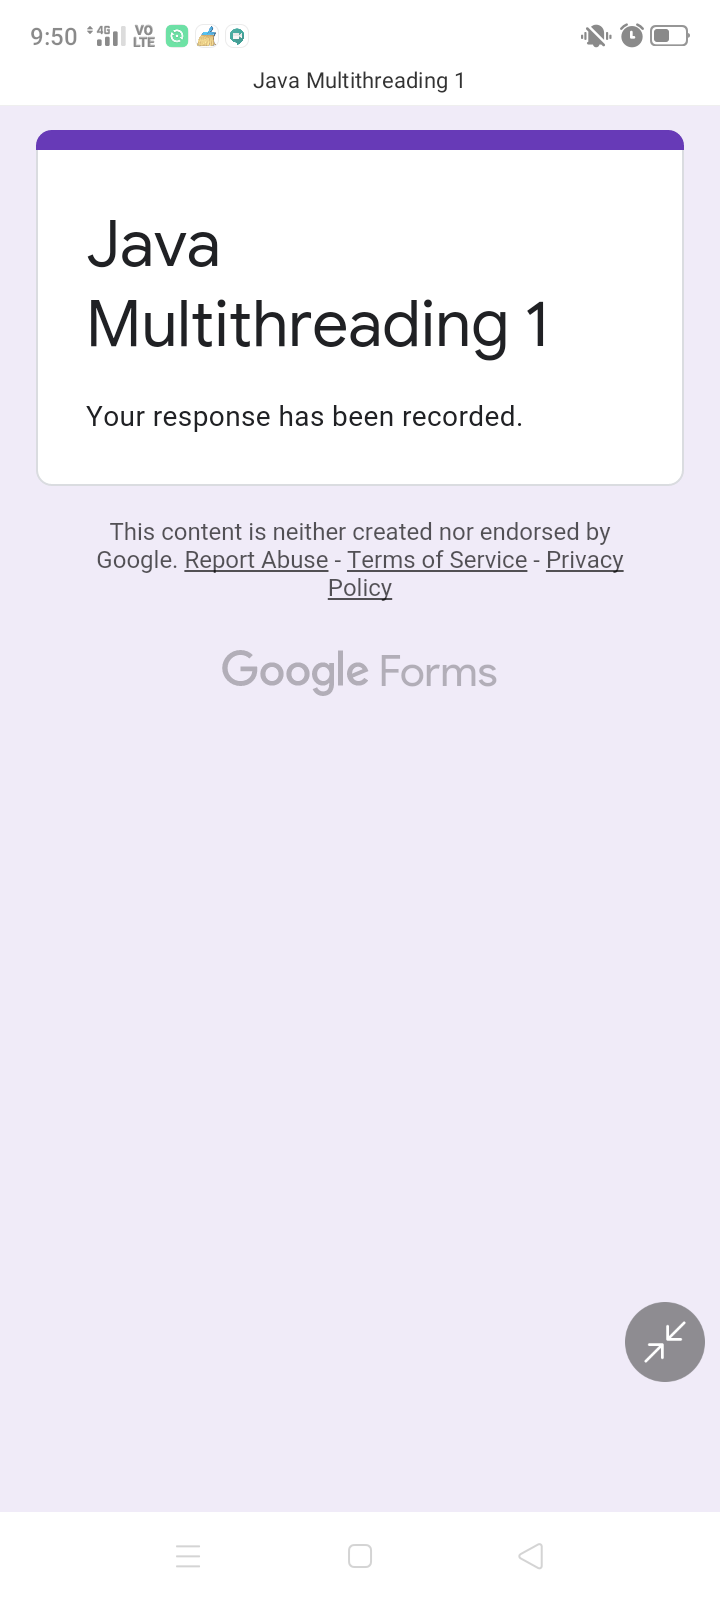 9:50 4G VO LTE
Java Multithreading 1
Java
Multithreading 1
Your response has been recorded.
This content is neither created nor endorsed by
Google. Report Abuse - Terms of Service - Privacy
Policy
Google Forms